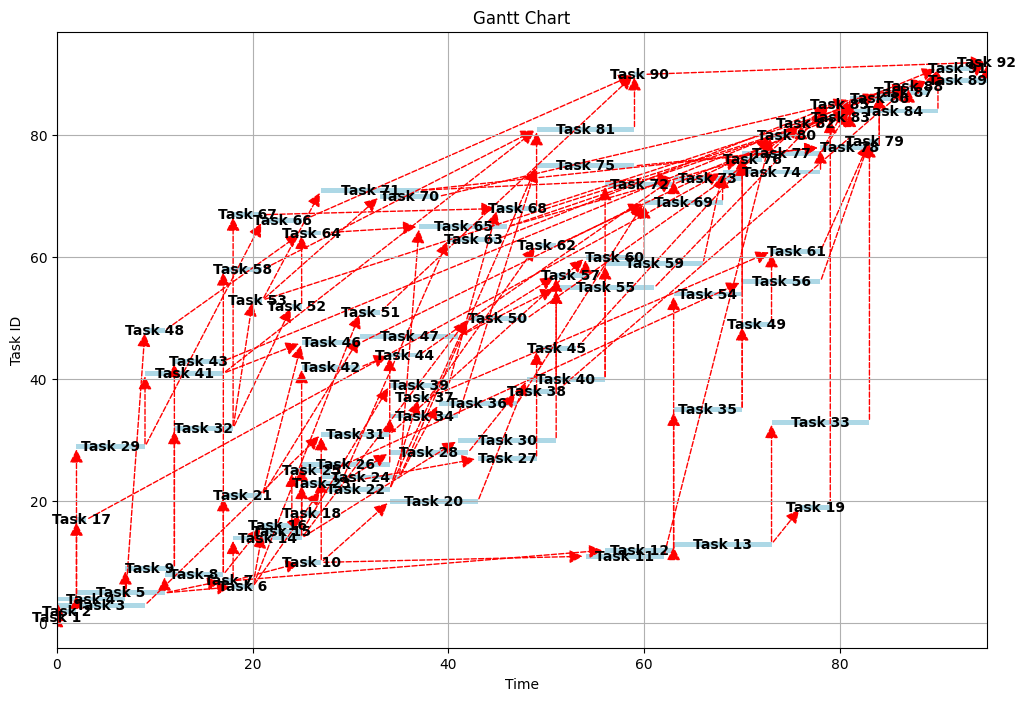 Gantt Chart
Task 92
Task 91
Task 90
Task 89
Task 88
Task 87
Task 86
Task 85
Task 84
Task 83
Task 82
Task 81
Task 80
Task 79
Task 78
Task 77
Task 76
Task 75
Task 74
Task 73
Task 72
Task 71
Task 70
Task 69
Task 68
Task 67
Task 66
Task 65
Task 64
Task 63
Task 62
Task 61
Task 60
Task 59
Task 58
Task 57
Task 56
Task 55
Task 54
Task 53
Task 52
Task 51
Task 50
Task 49
Task 48
Task 47
Task 46
Task 45
Task 44
Task 43
Task 42
Task 41
Task 40
Task 39
Task 38
Task 37
Task 36
Task 35
Task 34
Task 33
Task 32
Task 31
Task 30
Task 29
Task 28
Task 27
Task 26
Task 25
Task 24
Task 23
Task 22
Task 21
Task 20
Task 19
Task 18
Task 17
Task 16
Task 15
Task 14
Task 13
Task 12
Task 11
Task 10
Task 9
Task 8
Task 7
Task 6
Task 5
Task 4
Task 3
Task 2
Task 1
80
60
40
20
0
Task ID
0 20 40 60 80
Time